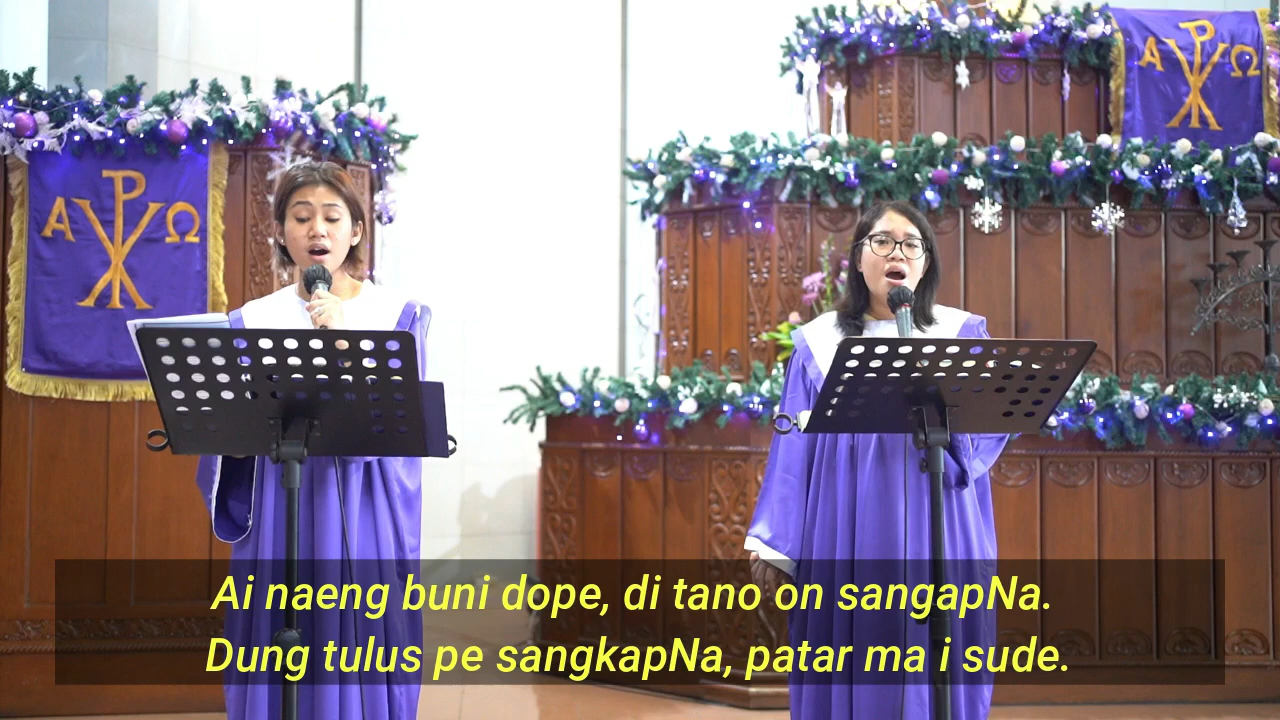 Α Ω
Α Ω
Ai naeng buni dope, di tano on sangapNa.
Dung tulus pe sangkapNa, patar ma i sude.